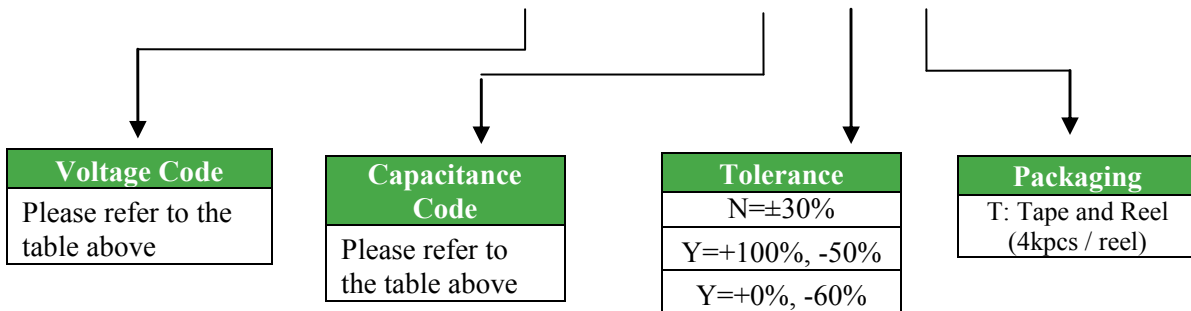 Voltage Code
Please refer to the
table above
Capacitance
Code
Please refer to
the table above
Tolerance
N=±30%
Y=+100%, -50%
Y=+0%, -60%
Packaging
T: Tape and Reel
(4kpcs / reel)